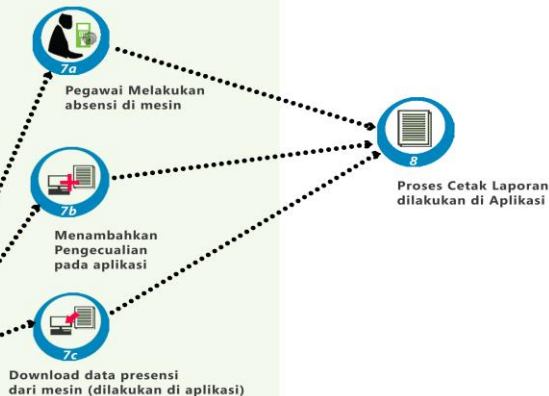 7a
Pegawai Melakukan
absensi di mesin
8
Proses Cetak Laporan
dilakukan di Aplikasi
7b
Menambahkan
Pengecualian
pada aplikasi
7c
Download data presensi
dari mesin (dilakukan di aplikasi)